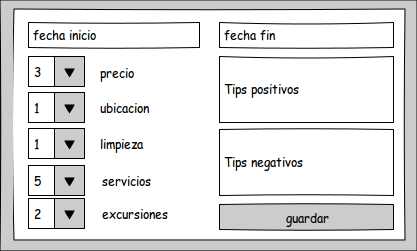 fecha inicio
fecha fin
3 precio
1 ubicacion
1 limpieza
5 servicios
2 excursiones
Tips positivos
Tips negativos
guardar